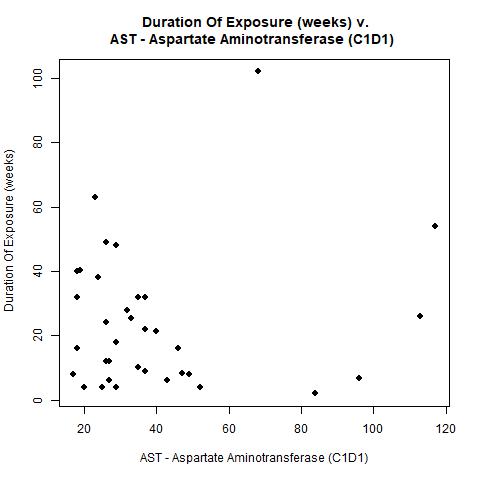 Duration Of Exposure (weeks) v.
AST - Aspartate Aminotransferase (C1D1)
Duration Of Exposure (weeks)
100
80
60
40
20
0
20 40 60 80 100 120
AST - Aspartate Aminotransferase (C1D1)